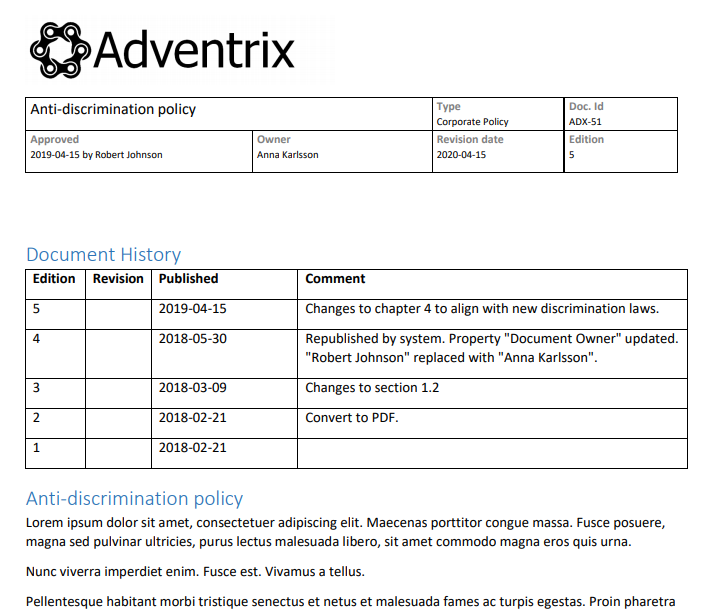 Adventrix
Anti-discrimination policy
Type
Corporate Policy
Doc. Id
ADX-51
Approved
2019-04-15 by Robert Johnson
Owner
Anna Karlsson
Revision date
2020-04-15
Edition
5
Document History
Edition Revision Published Comment
5 2019-04-15 Changes to chapter 4 to align with new discrimination laws.
4 2018-05-30 Republished by system. Property "Document Owner" updated.
"Robert Johnson" replaced with "Anna Karlsson".
3 2018-03-09 Changes to section 1.2
2 2018-02-21 Convert to PDF.
1 2018-02-21
Anti-discrimination policy
Lorem ipsum dolor sit amet, consectetuer adipiscing elit. Maecenas porttitor congue massa. Fusce posuere,
magna sed pulvinar ultricies, purus lectus malesuada libero, sit amet commodo magna eros quis urna.
Nunc viverra imperdiet enim. Fusce est. Vivamus a tellus.
Pellentesque habitant morbi tristique senectus et netus et malesuada fames ac turpis egestas. Proin pharetra